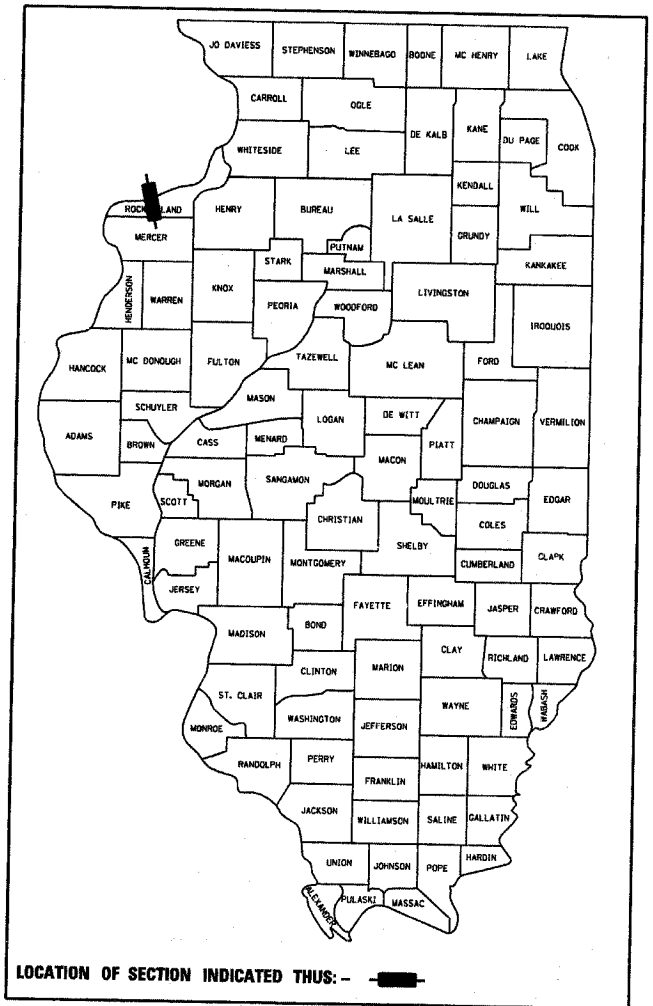 JO DAVIESS STEPHENSON WINNEBAGO BOONE MC HENRY LAKE
CARROLL OGLE DE KALB KANE DU PAGE COOK
WHITESIDE LEE
KENDALL WILL
ROCK ISLAND HENRY BUREAU LA SALLE GRUNDY
MERCER PUTNAM
STARK MARSHALL KANKAKEE
HENDERSON WARREN KNOX PEORIA WOODFORD LIVINGSTON
IROQUOIS
HANCOCK MC DONOUGH FULTON TAZEWELL MC LEAN FORD
SCHUYLER MASON
ADAMS BROWN CASS MENARD LOGAN DE WITT PIATT CHAMPAIGN VERMILION
MACON
PIKE SCOTT MORGAN SANGAMON MOULTRIE DOUGLAS EDGAR
CHRISTIAN COLES
CALHOUN GREENE MACOUPIN MONTGOMERY SHELBY CUMBERLAND CLARK
JERSEY
FAYETTE EFFINGHAM JASPER CRAWFORD
MADISON BOND
CLAY RICHLAND LAWRENCE
CLINTON MARION
ST. CLAIR WAYNE EDWARDS WABASH
MONROE WASHINGTON JEFFERSON
RANDOLPH PERRY HAMILTON WHITE
FRANKLIN
JACKSON WILLIAMSON SALINE GALLATIN
UNION JOHNSON POPE HARDIN
ALEXANDER PULASKI MASSAC
LOCATION OF SECTION INDICATED THUS:-